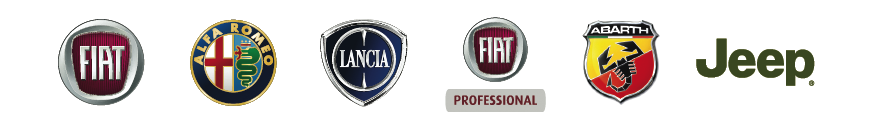 FIAT
ALFA ROMEO
LANCIA
FIAT
PROFESSIONAL
ABARTH
Jeep®